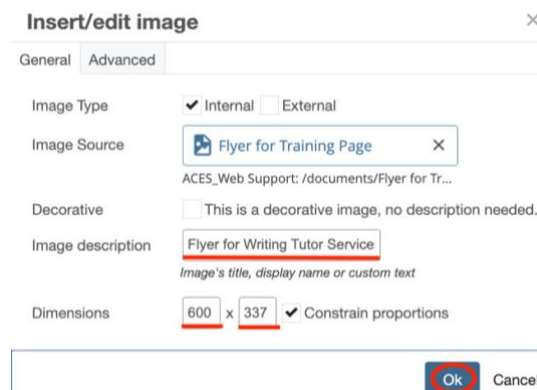 Insert/edit image ×
General Advanced
Image Type Internal External
Image Source Flyer for Training Page ×
ACES_Web Support: /documents/Flyer for Tr...
Decorative This is a decorative image, no description needed.
Image description Flyer for Writing Tutor Service
Image's title, display name or custom text
Dimensions 600 x 337 Constrain proportions
Ok Cancel